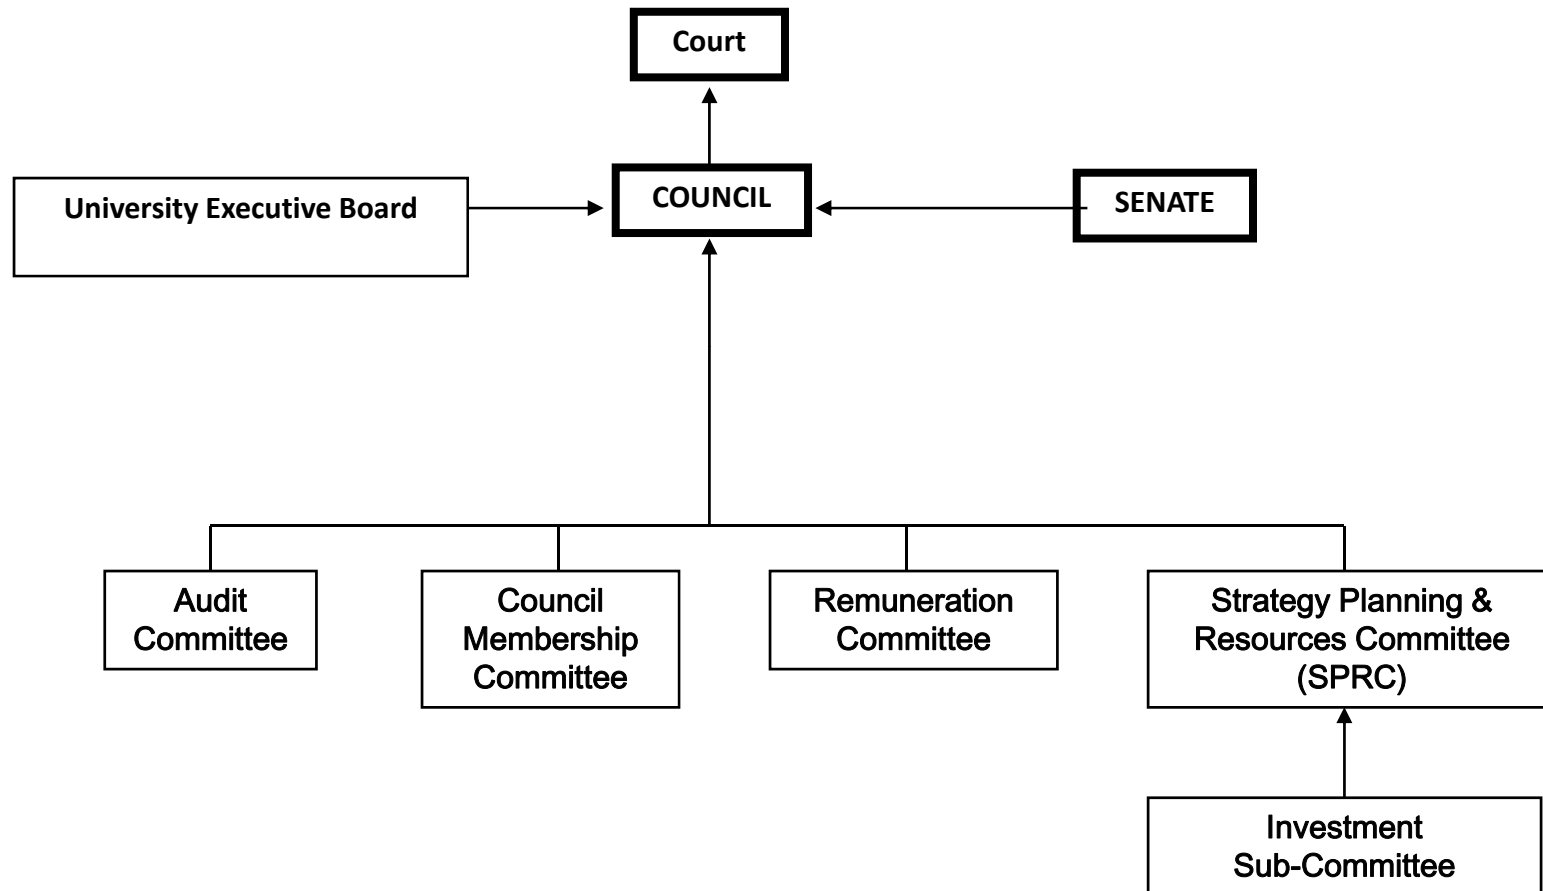 Court
University Executive Board
COUNCIL
SENATE
Audit
Committee
Council
Membership
Committee
Remuneration
Committee
Strategy Planning &
Resources Committee
(SPRC)
Investment
Sub-Committee